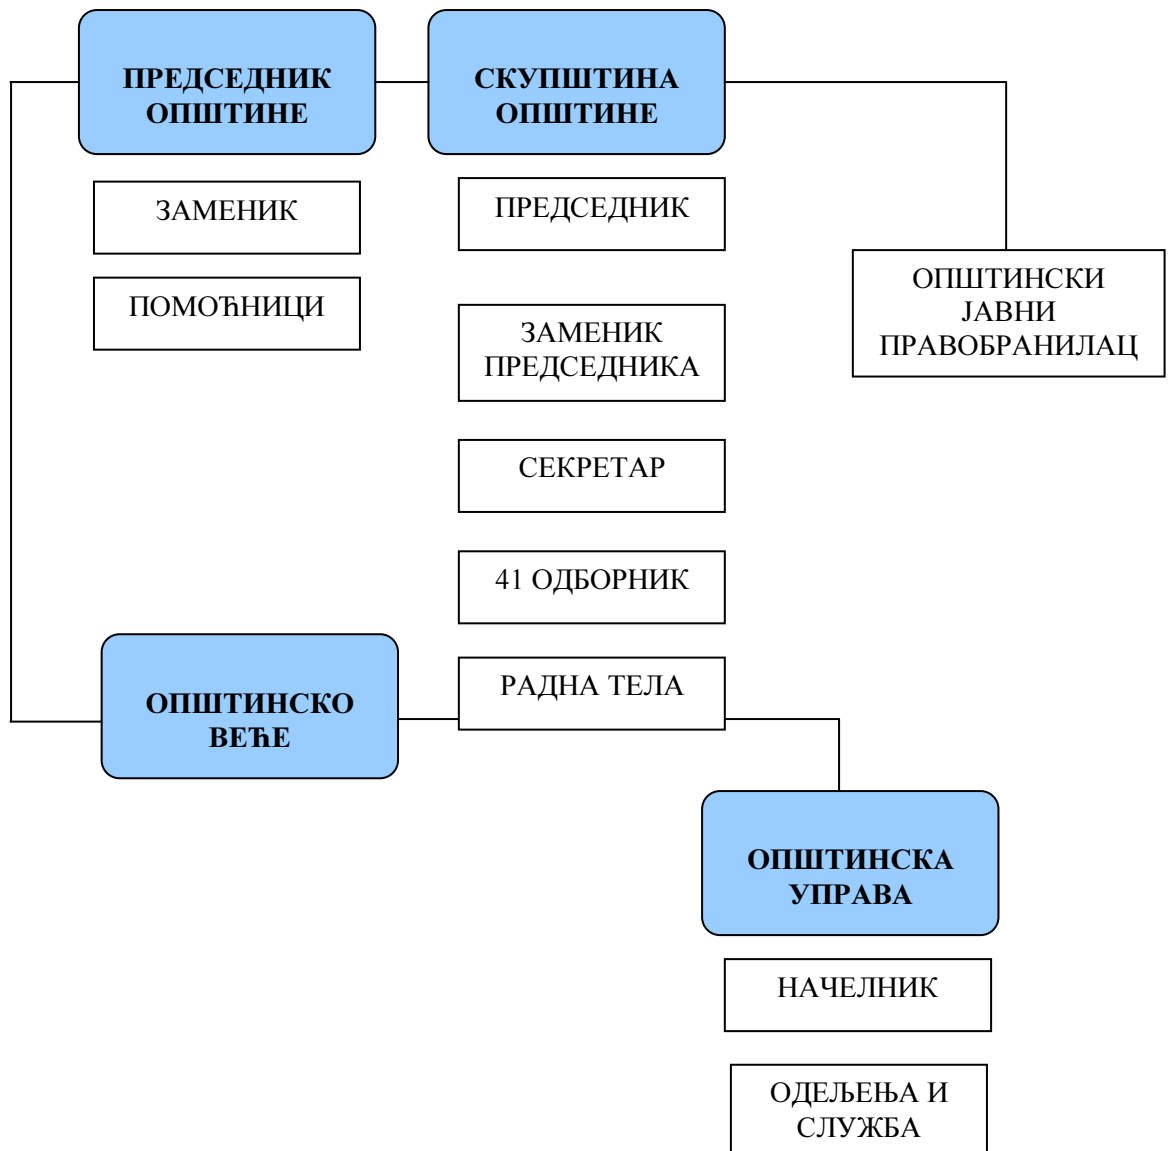 ПРЕДСЕДНИК
ОПШТИНЕ
СКУПШТИНА
ОПШТИНЕ
ЗАМЕНИК
ПОМОЋНИЦИ
ПРЕДСЕДНИК
ЗАМЕНИК
ПРЕДСЕДНИКА
СЕКРЕТАР
41 ОДБОРНИК
РАДНА ТЕЛА
ОПШТИНСКИ
ЈАВНИ
ПРАВОБРАНИЛАЦ
ОПШТИНСКО
ВЕЋЕ
ОПШТИНСКА
УПРАВА
НАЧЕЛНИК
ОДЕЉЕЊА И
СЛУЖБА